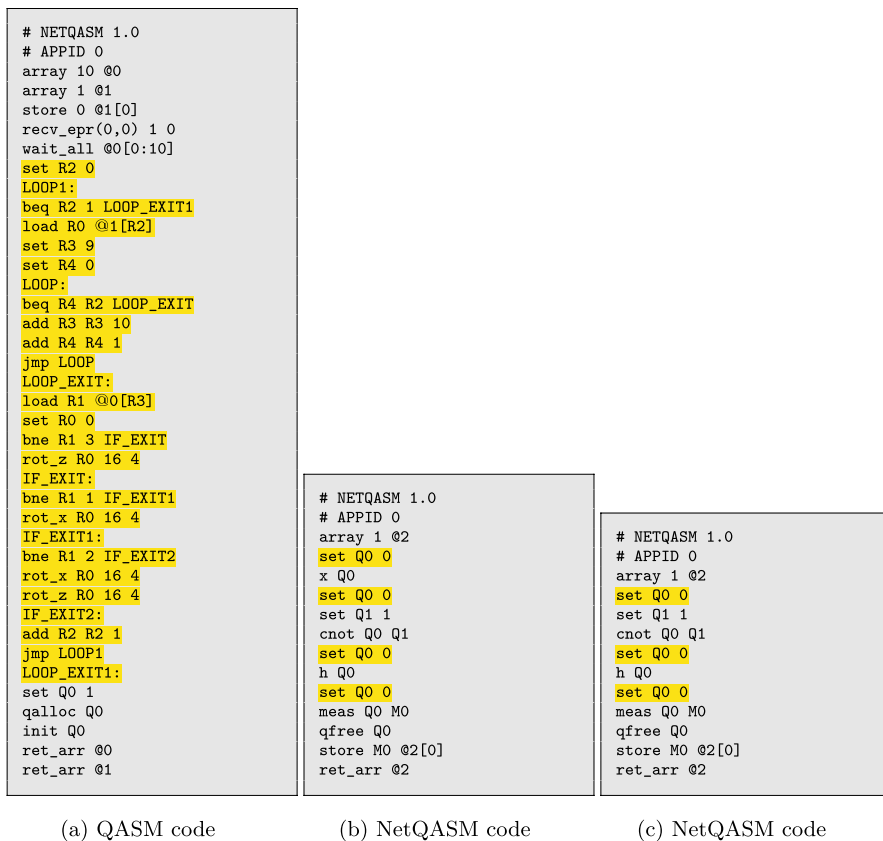 # NETQASM 1.0
# APPID 0
array 10 @0
array 1 @1
store 0 @1[0]
recv_epr(0,0) 1 0
wait_all @0[0:10]
set R2 0
LOOP1:
beq R2 1 LOOP_EXIT1
load R0 @1[R2]
set R3 9
set R4 0
LOOP:
beq R4 R2 LOOP_EXIT
add R3 R3 10
add R4 R4 1
jmp LOOP
LOOP_EXIT:
load R1 @0[R3]
set R0 0
bne R1 3 IF_EXIT
rot_z R0 16 4
IF_EXIT:
bne R1 1 IF_EXIT1
rot_x R0 16 4
IF_EXIT1:
bne R1 2 IF_EXIT2
rot_x R0 16 4
rot_z R0 16 4
IF_EXIT2:
add R2 R2 1
jmp LOOP1
LOOP_EXIT1:
set Q0 1
qalloc Q0
init Q0
ret_arr @0
ret_arr @1
(a) QASM code
# NETQASM 1.0
# APPID 0
array 1 @2
set Q0 0
x Q0
set Q0 0
set Q1 1
cnot Q0 Q1
set Q0 0
h Q0
set Q0 0
meas Q0 M0
qfree Q0
store M0 @2[0]
ret_arr @2
(b) NetQASM code
# NETQASM 1.0
# APPID 0
array 1 @2
set Q0 0
set Q1 1
cnot Q0 Q1
set Q0 0
h Q0
set Q0 0
meas Q0 M0
qfree Q0
store M0 @2[0]
ret_arr @2
(c) NetQASM code